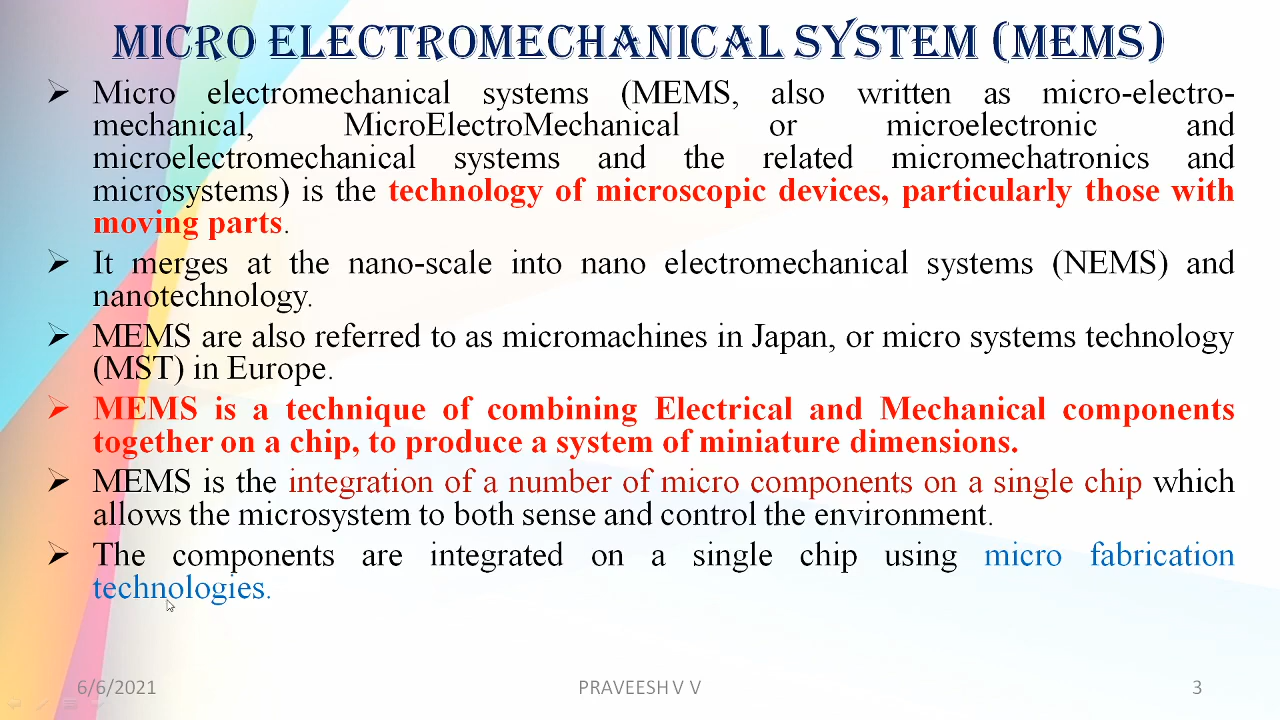 MICRO ELECTROMECHANICAL SYSTEM (MEMS)
➢ Micro electromechanical systems (MEMS, also written as micro-electro-
mechanical, MicroElectroMechanical or microelectronic and
microelectromechanical systems and the related micromechatronics and
microsystems) is the technology of microscopic devices, particularly those with
moving parts.
➢ It merges at the nano-scale into nano electromechanical systems (NEMS) and
nanotechnology.
➢ MEMS are also referred to as micromachines in Japan, or micro systems technology
(MST) in Europe.
➢ MEMS is a technique of combining Electrical and Mechanical components
together on a chip, to produce a system of miniature dimensions.
➢ MEMS is the integration of a number of micro components on a single chip which
allows the microsystem to both sense and control the environment.
➢ The components are integrated on a single chip using micro fabrication
technologies.
6/6/2021 PRAVEESH V V 3